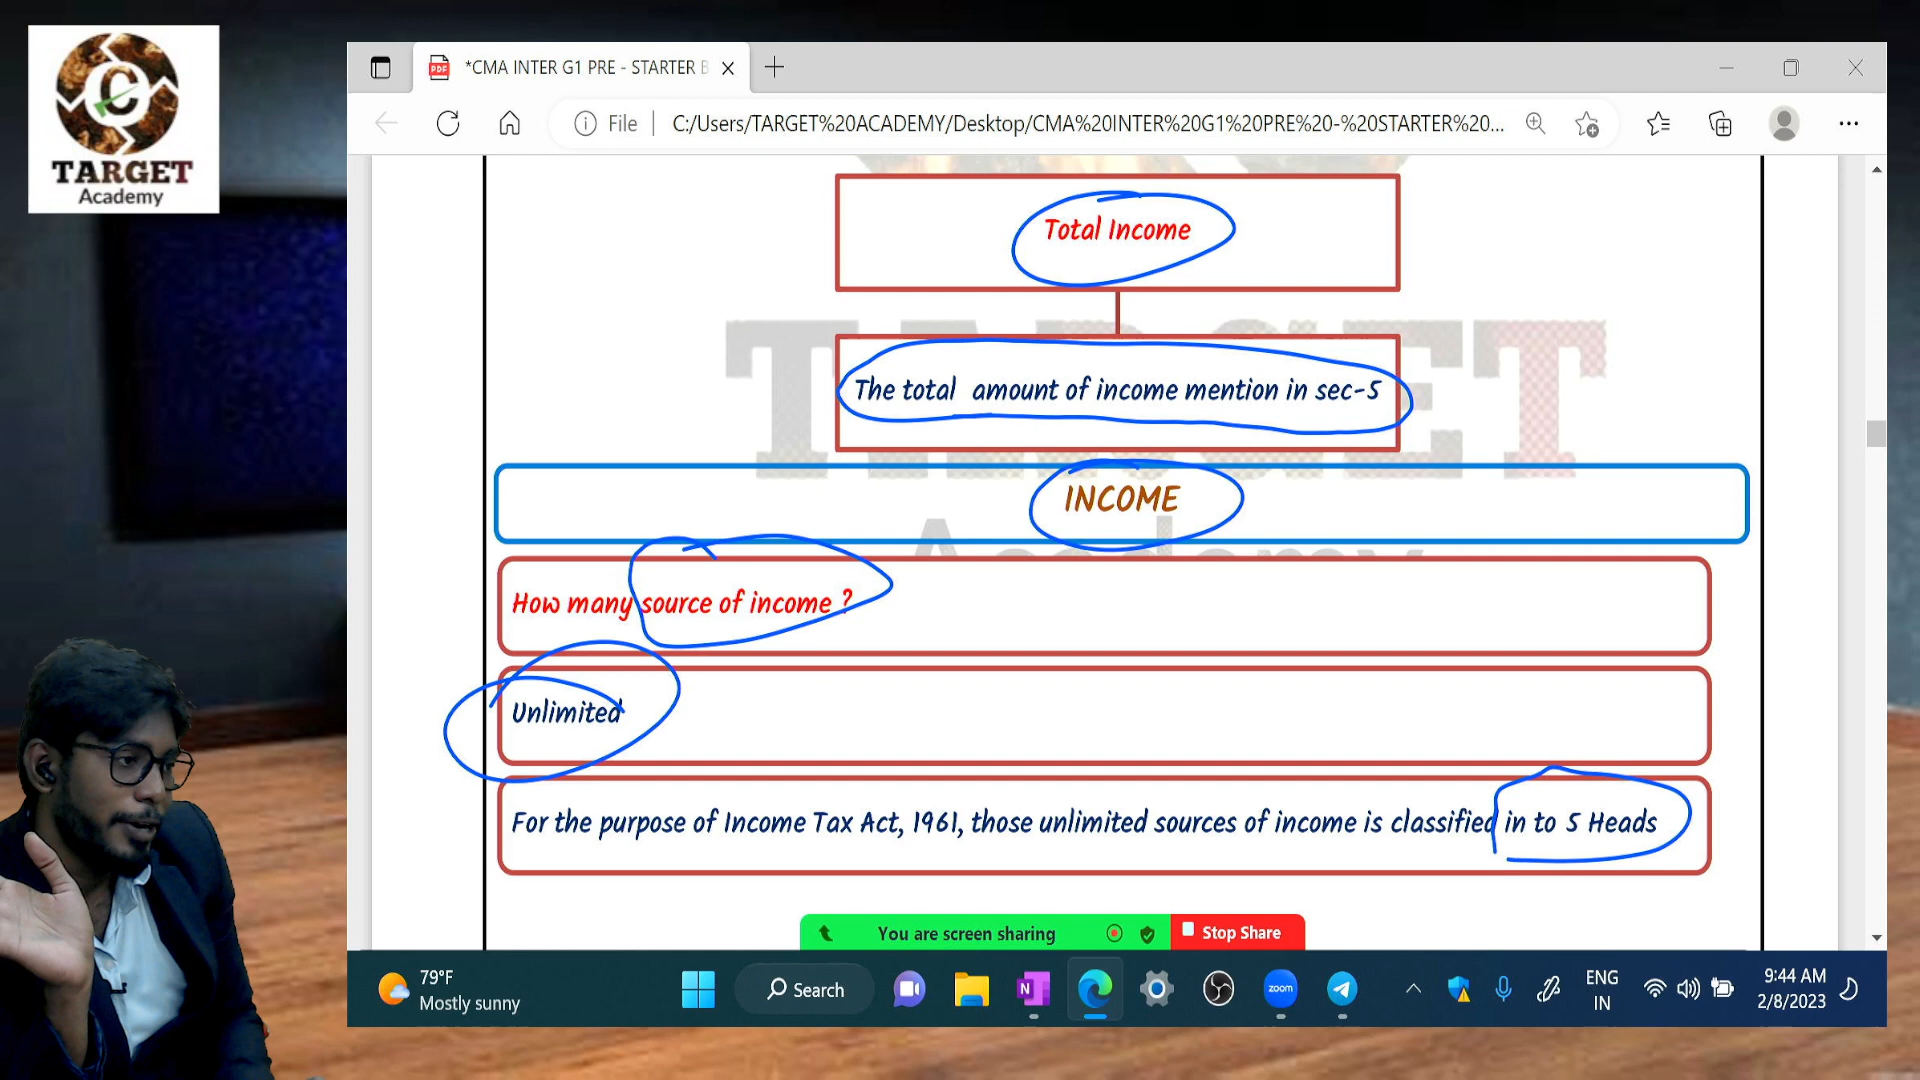 TARGET
Academy
*CMA INTER G1 PRE - STARTER B
File
C:/Users/TARGET%20ACADEMY/Desktop/CMA%20INTER%20G1%20PRE%20-%20STARTER%20...
Total Income
The total amount of income mention in sec-5
TARGET
Academy
INCOME
How many source of income ?
Unlimited
For the purpose of Income Tax Act, 1961, those unlimited sources of income is classified in to 5 Heads
You are screen sharing
Stop Share
79°F
Mostly sunny
Search
zoom
ENG
IN
9:44 AM
2/8/2023